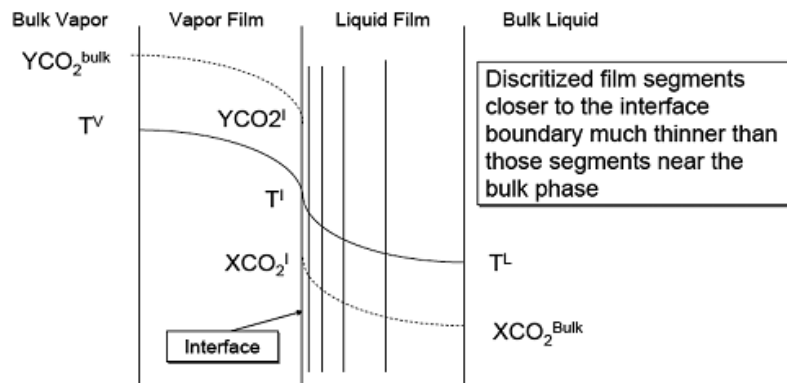 Bulk Vapor Vapor Film Liquid Film Bulk Liquid
YCO₂ᵇᵘˡᵏ
Discritized film segments
closer to the interface
boundary much thinner than
those segments near the
bulk phase
YCO2ᴵ
Tⱽ
Tᴵ
XCO₂ᴵ
Tᴸ
XCO₂ᴮᵘˡᵏ
Interface